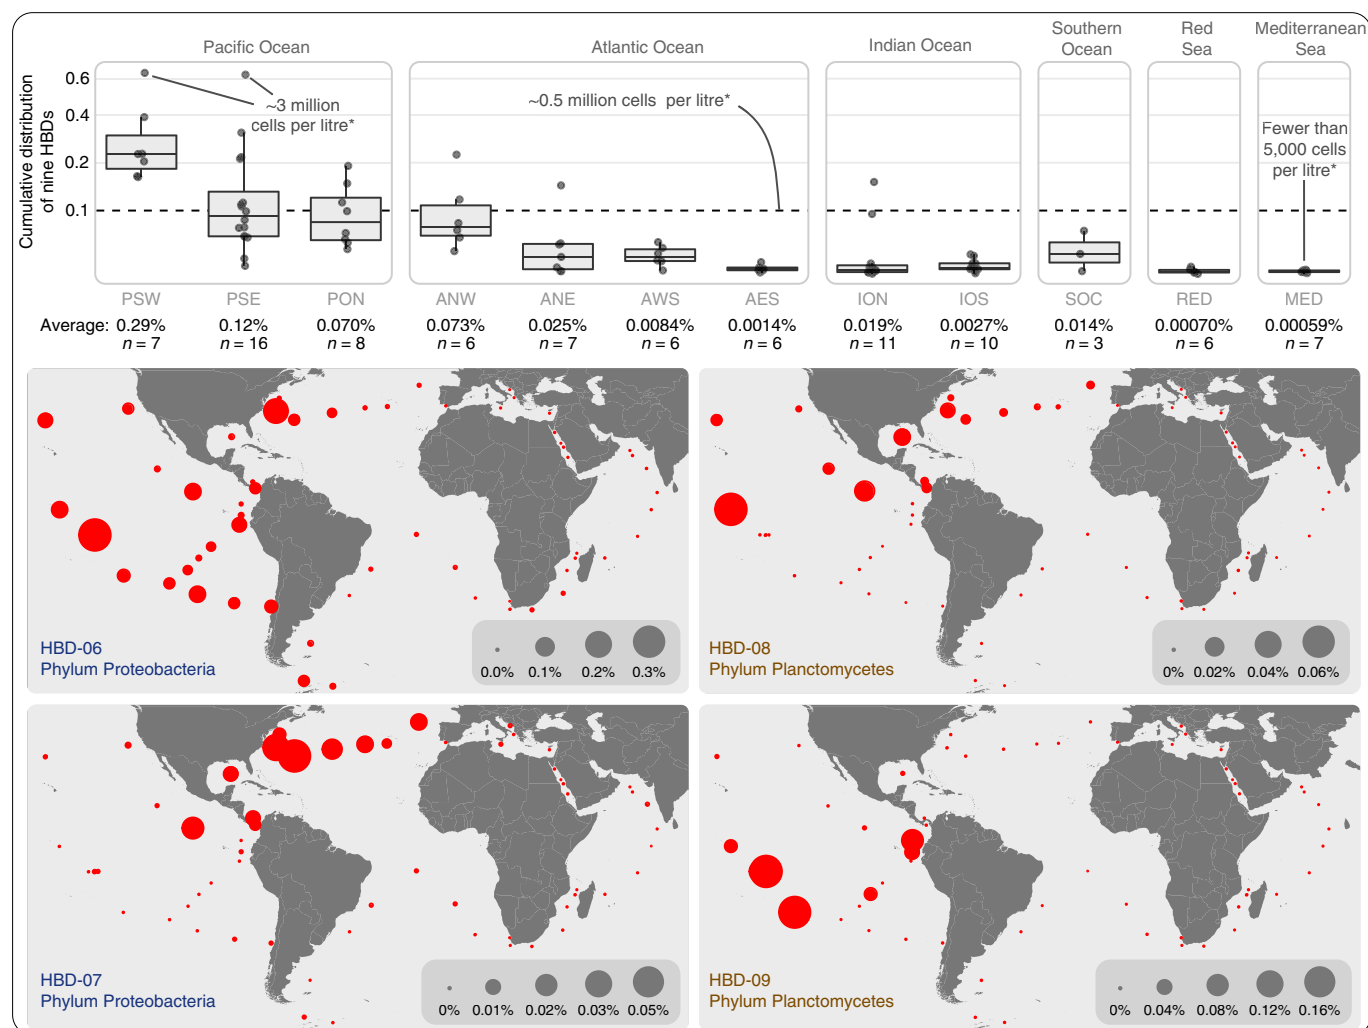 Pacific Ocean
Atlantic Ocean
Indian Ocean
Southern
Ocean
Red
Sea
Mediterranean
Sea
Cumulative distribution
of nine HBDs
0.6
0.4
0.2
0.1
~3 million
cells per litre*
~0.5 million cells per litre*
Fewer than
5,000 cells
per litre*
PSW PSE PON ANW ANE AWS AES ION IOS SOC RED MED
Average: 0.29% 0.12% 0.070% 0.073% 0.025% 0.0084% 0.0014% 0.019% 0.0027% 0.014% 0.00070% 0.00059%
n = 7 n = 16 n = 8 n = 6 n = 7 n = 6 n = 6 n = 11 n = 10 n = 3 n = 6 n = 7
HBD-06
Phylum Proteobacteria
0.0% 0.1% 0.2% 0.3%
HBD-08
Phylum Planctomycetes
0% 0.02% 0.04% 0.06%
HBD-07
Phylum Proteobacteria
0% 0.01% 0.02% 0.03% 0.05%
HBD-09
Phylum Planctomycetes
0% 0.04% 0.08% 0.12% 0.16%